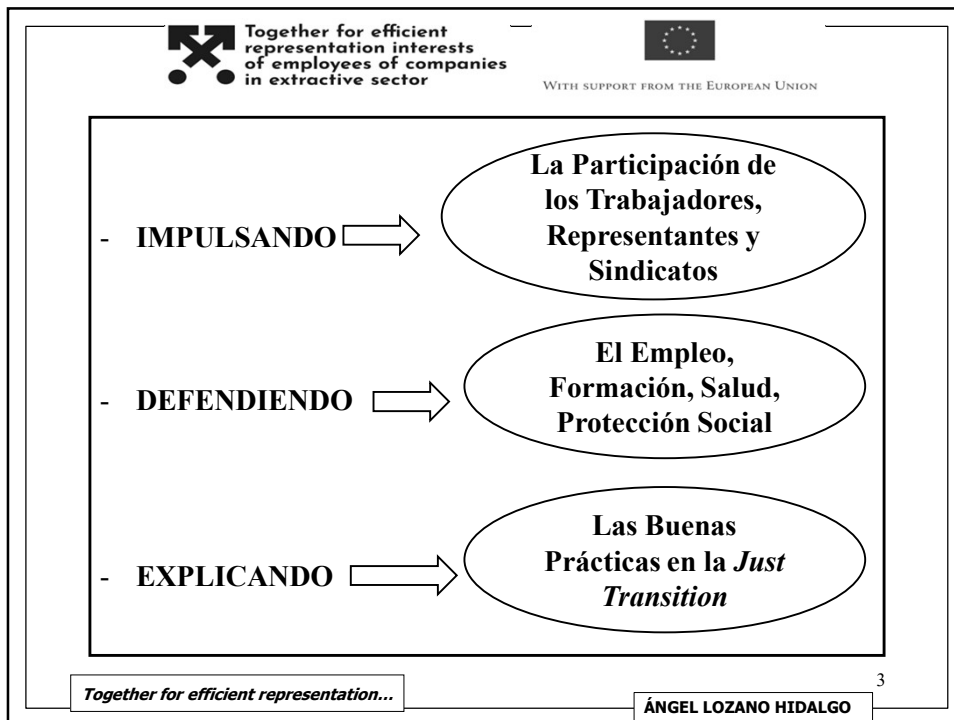 Together for efficient
representation interests
of employees of companies
in extractive sector
WITH SUPPORT FROM THE EUROPEAN UNION
- IMPULSANDO
La Participación de
los Trabajadores,
Representantes y
Sindicatos
- DEFENDIENDO
El Empleo,
Formación, Salud,
Protección Social
- EXPLICANDO
Las Buenas
Prácticas en la Just
Transition
3
Together for efficient representation...
ÁNGEL LOZANO HIDALGO